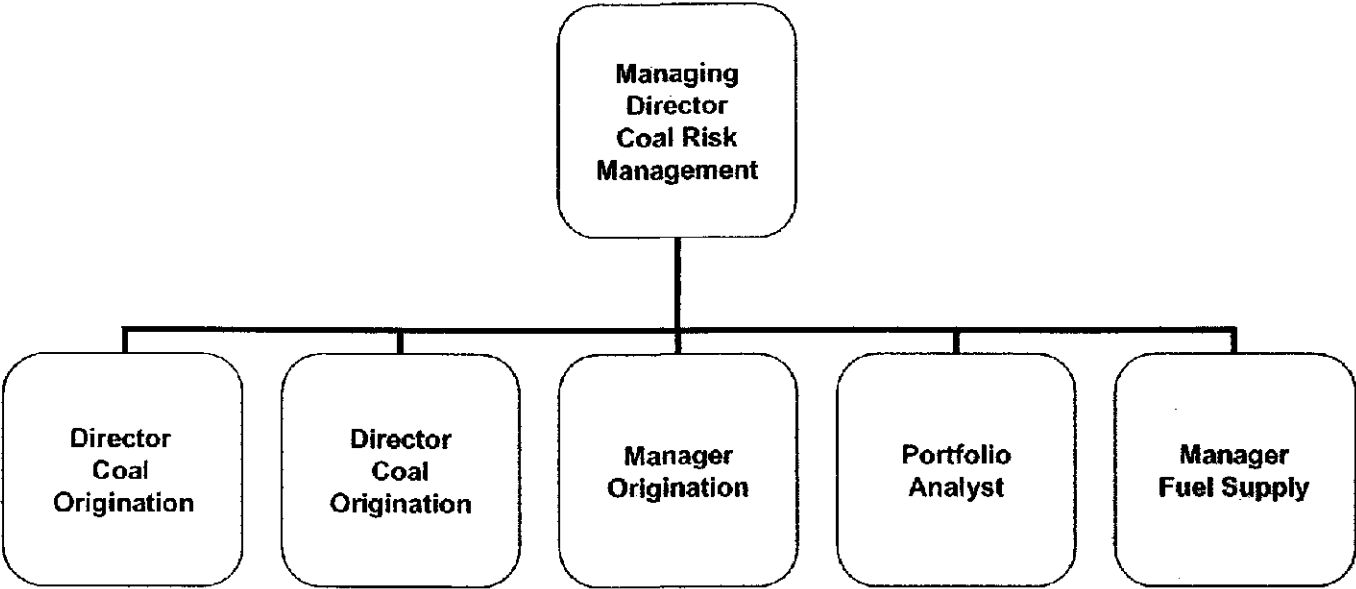 Managing
Director
Coal Risk
Management
Director
Coal
Origination
Director
Coal
Origination
Manager
Origination
Portfolio
Analyst
Manager
Fuel Supply